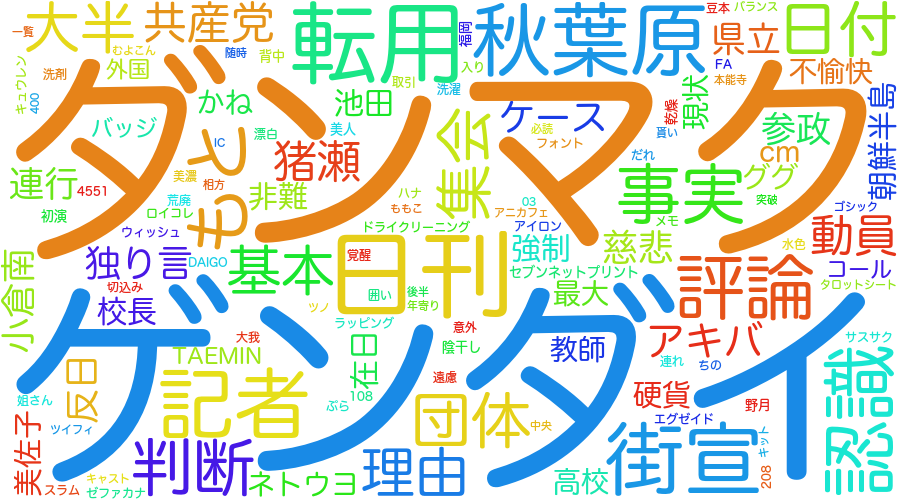 一覧
大半
むよこん
随時
共産党
転用
福岡
秋葉原
豆本
バランス
県立
日付
キュウレン
400
洗剤
外国
背中
入り
FA
本能寺
不愉快
ダンマク
かね
池田
取引
洗濯
ケース
乾燥
現状
貰い
朝鮮半島
バッジ
IC
漂白
美人
もと
猪瀬
集会
必読
フォント
だれ
参政
cm
連行
4551
美濃
相方
非難
ハナ
ももこ
03
アニカフェ
事実
ググ
突破
メモ
ゴシック
初演
荒廃
ロイコレ
ウィッシュ
DAIGO
ドライクリーニング
アイロン
強制
慈悲
動員
水色
小倉南
独り言
切込み
基本
日刊
覚醒
囲い
セブンネットプリント
最大
評論
コール
タロットシート
校長
ツノ
後半
年寄り
ゲンダイ
大我
TAEMIN
ラッピング
意外
陰干し
教師
アキバ
サスサク
連れ
ちの
反日
姉さん
ツイフィ
記者
在日
108
ぷら
遠慮
団体
中央
硬貨
エグゼイド
野月
認識
美佐子
スラム
キャスト
ゼファカナ
判断
ネトウヨ
理由
高校
街宣
キット
208